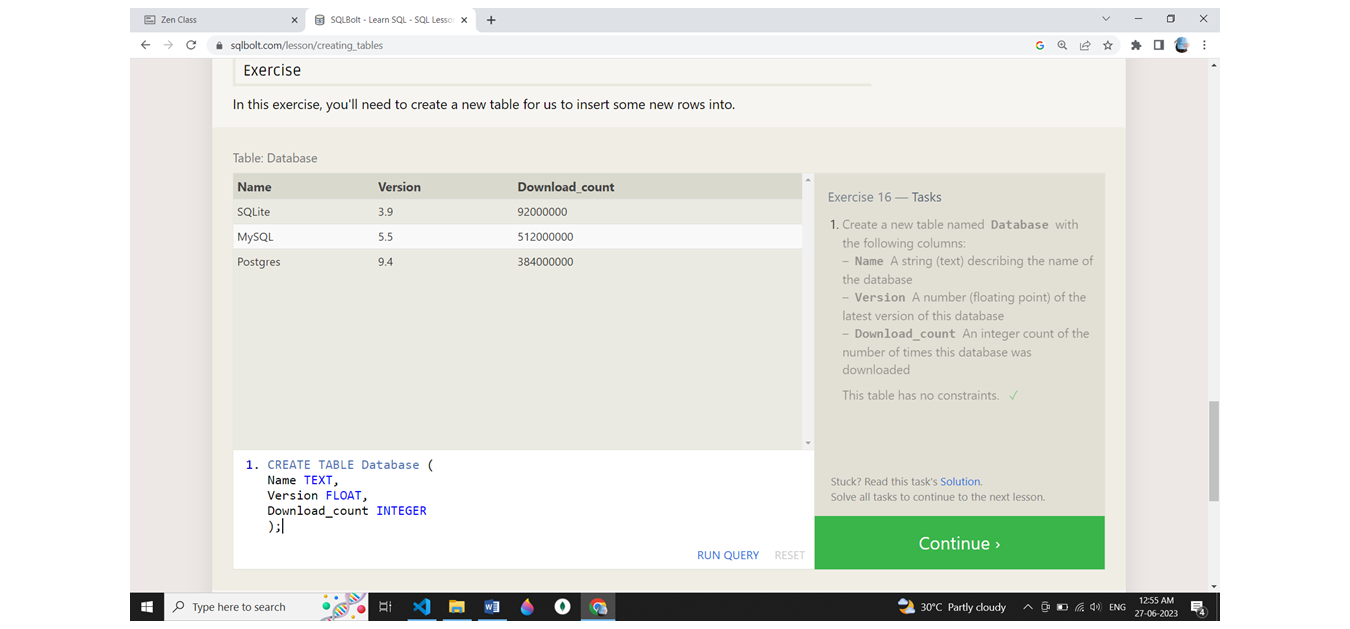 Zen Class
SQLBolt - Learn SQL - SQL Lesso
sqlbolt.com/lesson/creating_tables
Exercise
In this exercise, you'll need to create a new table for us to insert some new rows into.
Table: Database
Name Version Download_count
SQLite 3.9 92000000
MySQL 5.5 512000000
Postgres 9.4 384000000
Exercise 16 — Tasks
1. Create a new table named Database with
the following columns:
– Name A string (text) describing the name of
the database
– Version A number (floating point) of the
latest version of this database
– Download_count An integer count of the
number of times this database was
downloaded
This table has no constraints. ✓
1. CREATE TABLE Database (
Name TEXT,
Version FLOAT,
Download_count INTEGER
);
RUN QUERY RESET
Stuck? Read this task's Solution.
Solve all tasks to continue to the next lesson.
Continue ›
Type here to search
30°C Partly cloudy
ENG
12:55 AM
27-06-2023
4